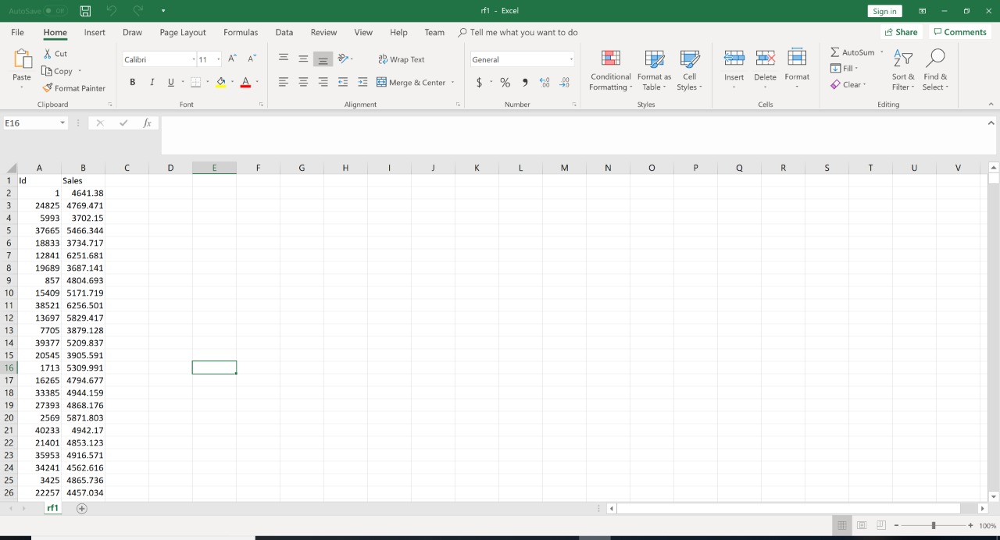 AutoSave Off rf1 - Excel Sign in
File Home Insert Draw Page Layout Formulas Data Review View Help Team Tell me what you want to do Share Comments
Paste Cut Copy Format Painter Clipboard
Calibri 11 A A B I U A Font
Wrap Text Merge & Center Alignment
General $ % , Number
Conditional Formatting Format as Table Cell Styles Styles
Insert Delete Format Cells
AutoSum Fill Clear Sort & Filter Find & Select Editing
E16 fx
A B C D E F G H I J K L M N O P Q R S T U V
1 Id Sales
2 1 4641.38
3 24825 4769.471
4 5993 3702.15
5 37665 5466.344
6 18833 3734.717
7 12841 6251.681
8 19689 3687.141
9 857 4804.693
10 15409 5171.719
11 38521 6256.501
12 13697 5829.417
13 7705 3879.128
14 39377 5209.837
15 20545 3905.591
16 1713 5309.991
17 16265 4794.677
18 33385 4944.159
19 27393 4868.176
20 2569 5871.803
21 40233 4942.17
22 21401 4853.123
23 35953 4916.571
24 34241 4562.616
25 3425 4865.736
26 22257 4457.034
rf1
100%